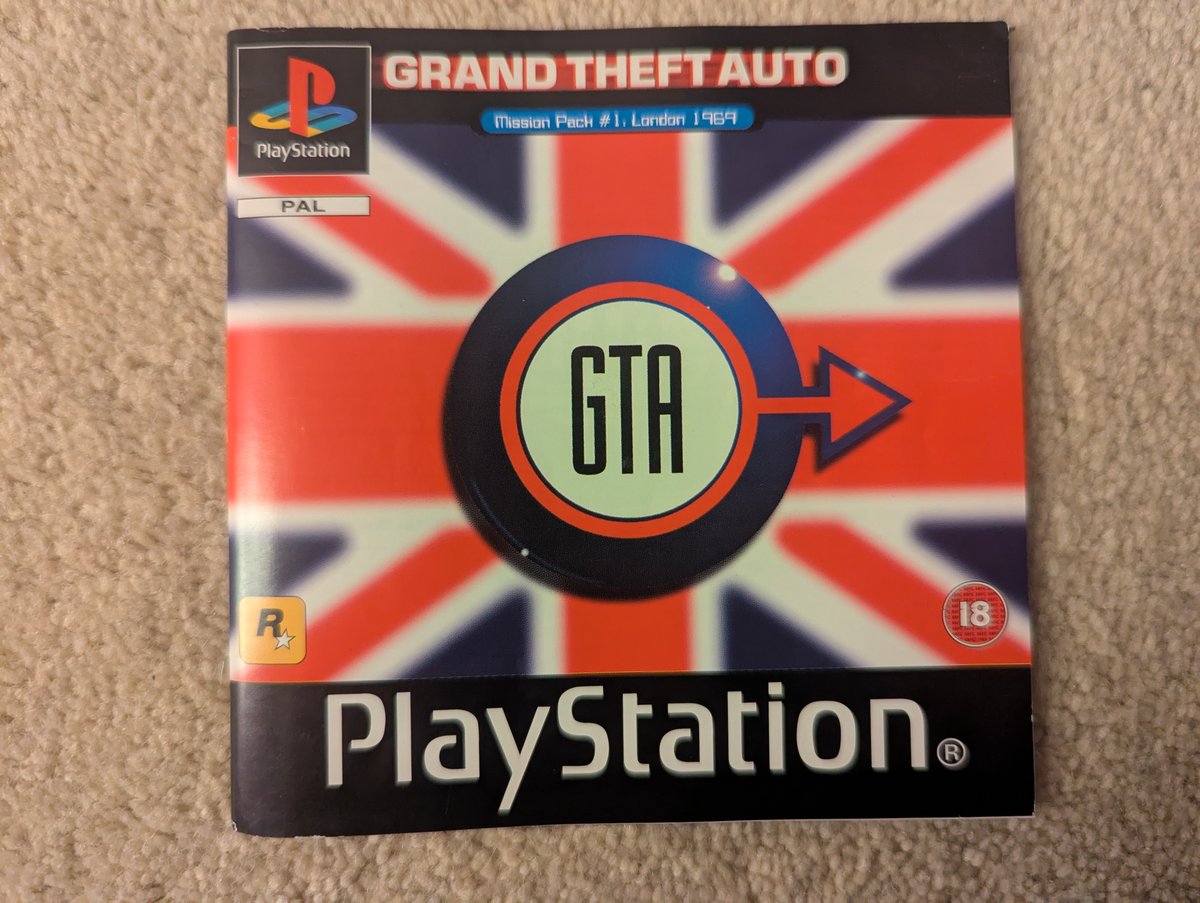 GRAND THEFT AUTO
Mission Pack #1, London 1969
PlayStation
PAL
GTA
R
18
PlayStation®